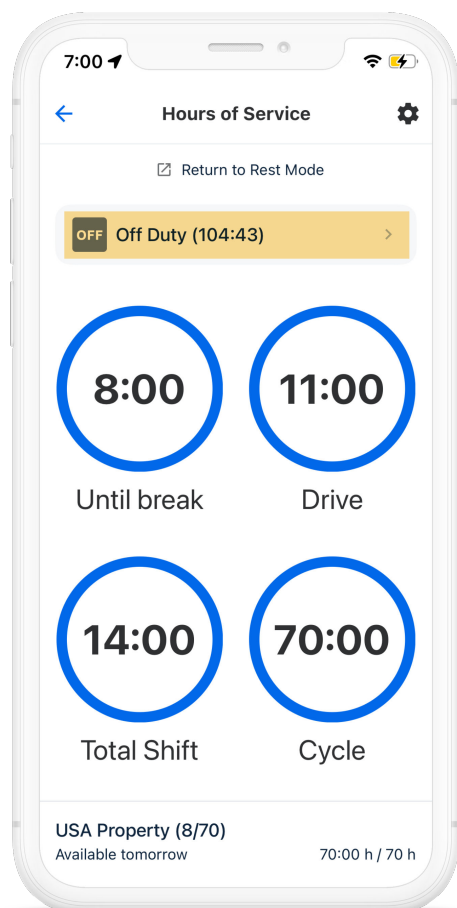 7:00
Hours of Service
Return to Rest Mode
OFF Off Duty (104:43)
8:00 11:00
Until break Drive
14:00 70:00
Total Shift Cycle
USA Property (8/70)
Available tomorrow 70:00 h / 70 h